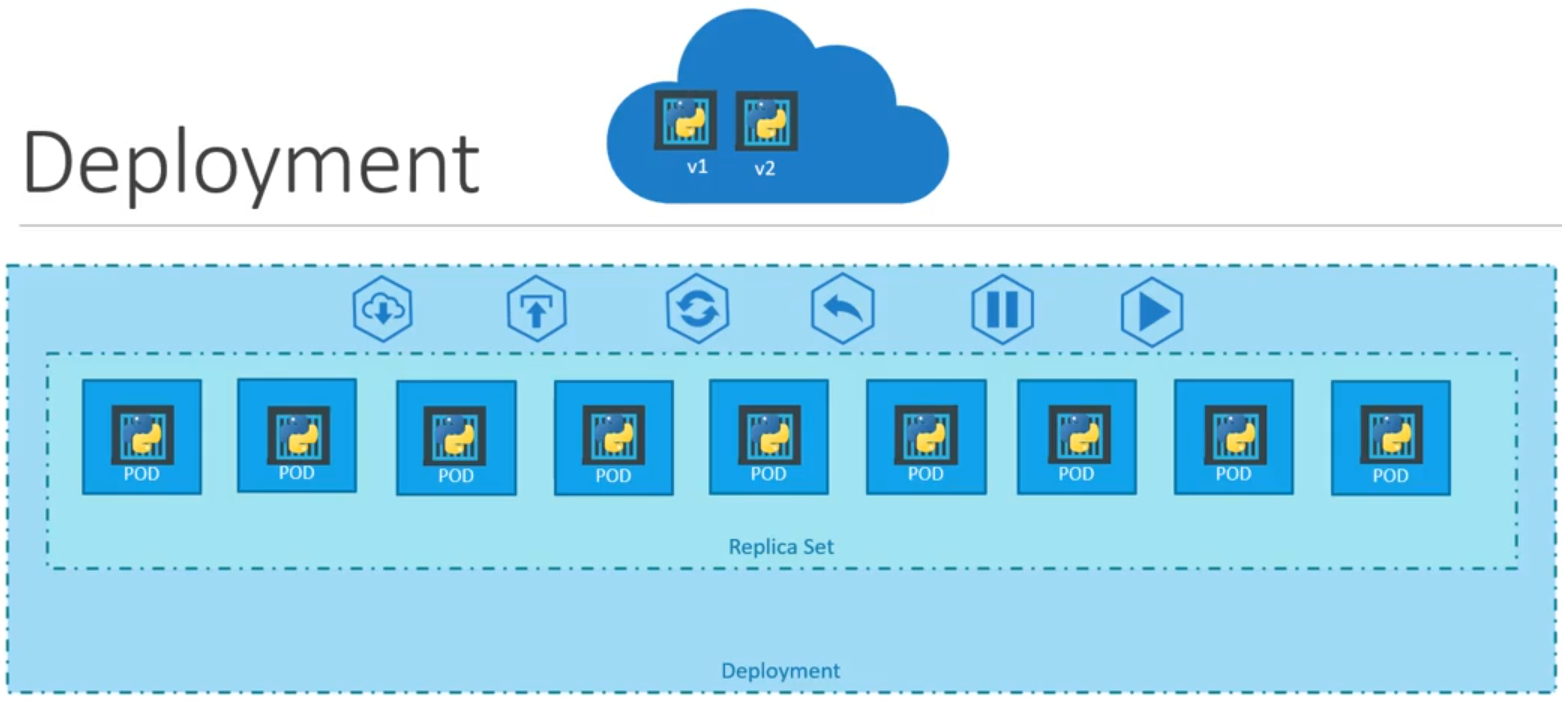 Deployment
v1 v2
POD POD POD POD POD POD POD POD POD
Replica Set
Deployment